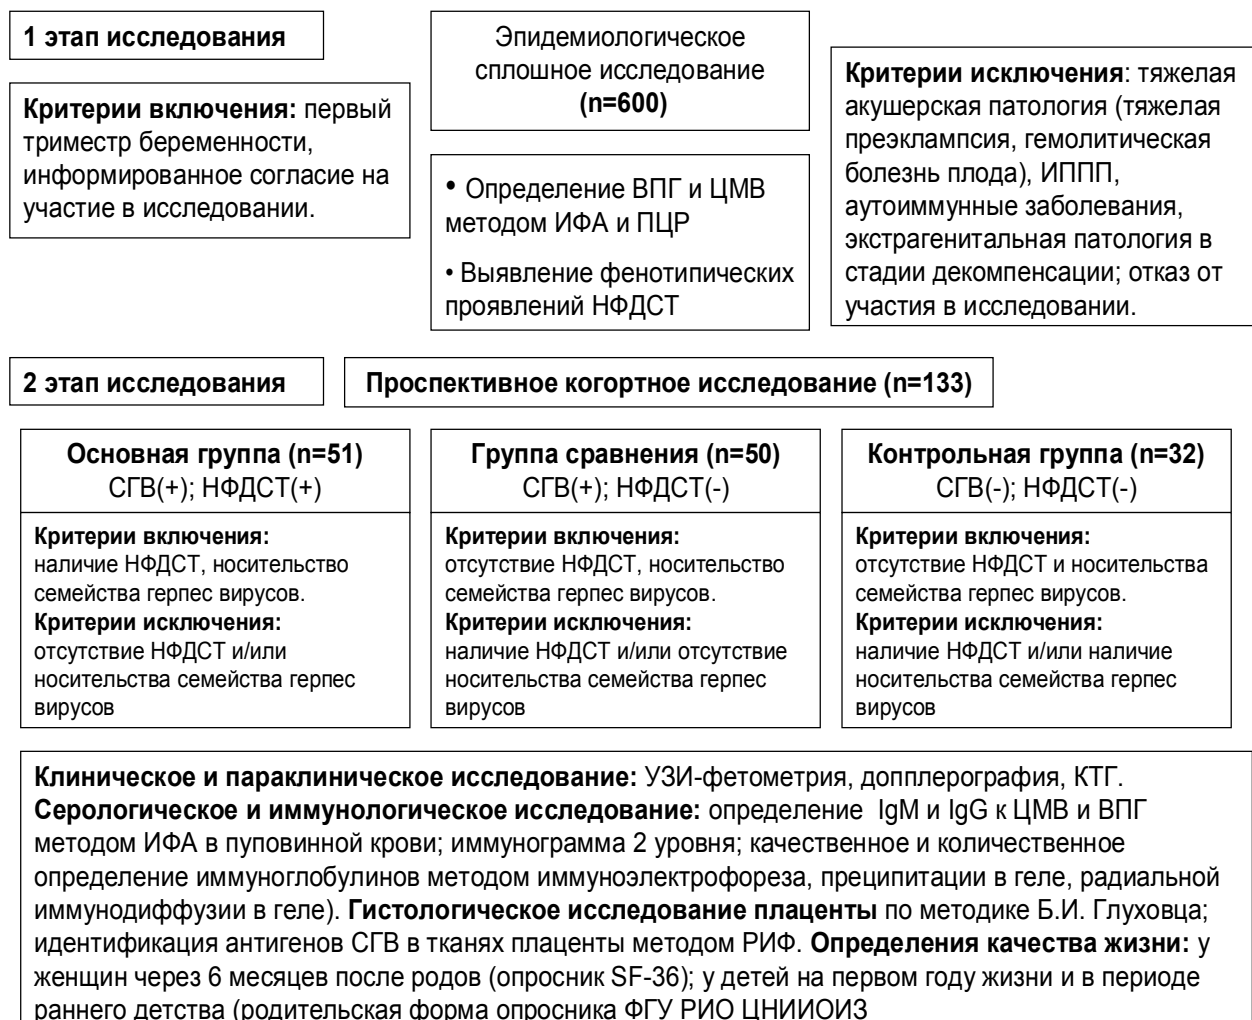 1 этап исследования
Критерии включения: первый
триместр беременности,
информированное согласие на
участие в исследовании.
Эпидемиологическое
сплошное исследование
(n=600)
• Определение ВПГ и ЦМВ
методом ИФА и ПЦР
• Выявление фенотипических
проявлений НФДСТ
Критерии исключения: тяжелая
акушерская патология (тяжелая
преэклампсия, гемолитическая
болезнь плода), ИППП,
аутоиммунные заболевания,
экстрагенитальная патология в
стадии декомпенсации; отказ от
участия в исследовании.
2 этап исследования
Проспективное когортное исследование (n=133)
Основная группа (n=51)
СГВ(+); НФДСТ(+)
Критерии включения:
наличие НФДСТ, носительство
семейства герпес вирусов.
Критерии исключения:
отсутствие НФДСТ и/или
носительства семейства герпес
вирусов
Группа сравнения (n=50)
СГВ(+); НФДСТ(-)
Критерии включения:
отсутствие НФДСТ, носительство
семейства герпес вирусов.
Критерии исключения:
наличие НФДСТ и/или отсутствие
носительства семейства герпес
вирусов
Контрольная группа (n=32)
СГВ(-); НФДСТ(-)
Критерии включения:
отсутствие НФДСТ и носительства
семейства герпес вирусов.
Критерии исключения:
наличие НФДСТ и/или наличие
носительства семейства герпес
вирусов
Клиническое и параклиническое исследование: УЗИ-фетометрия, допплерография, КТГ.
Серологическое и иммунологическое исследование: определение IgM и IgG к ЦМВ и ВПГ
методом ИФА в пуповинной крови; иммунограмма 2 уровня; качественное и количественное
определение иммуноглобулинов методом иммуноэлектрофореза, преципитации в геле, радиальной
иммунодиффузии в геле). Гистологическое исследование плаценты по методике Б.И. Глуховца;
идентификация антигенов СГВ в тканях плаценты методом РИФ. Определения качества жизни: у
женщин через 6 месяцев после родов (опросник SF-36); у детей на первом году жизни и в периоде
раннего детства (родительская форма опросника ФГУ РИО ЦНИИОИЗ